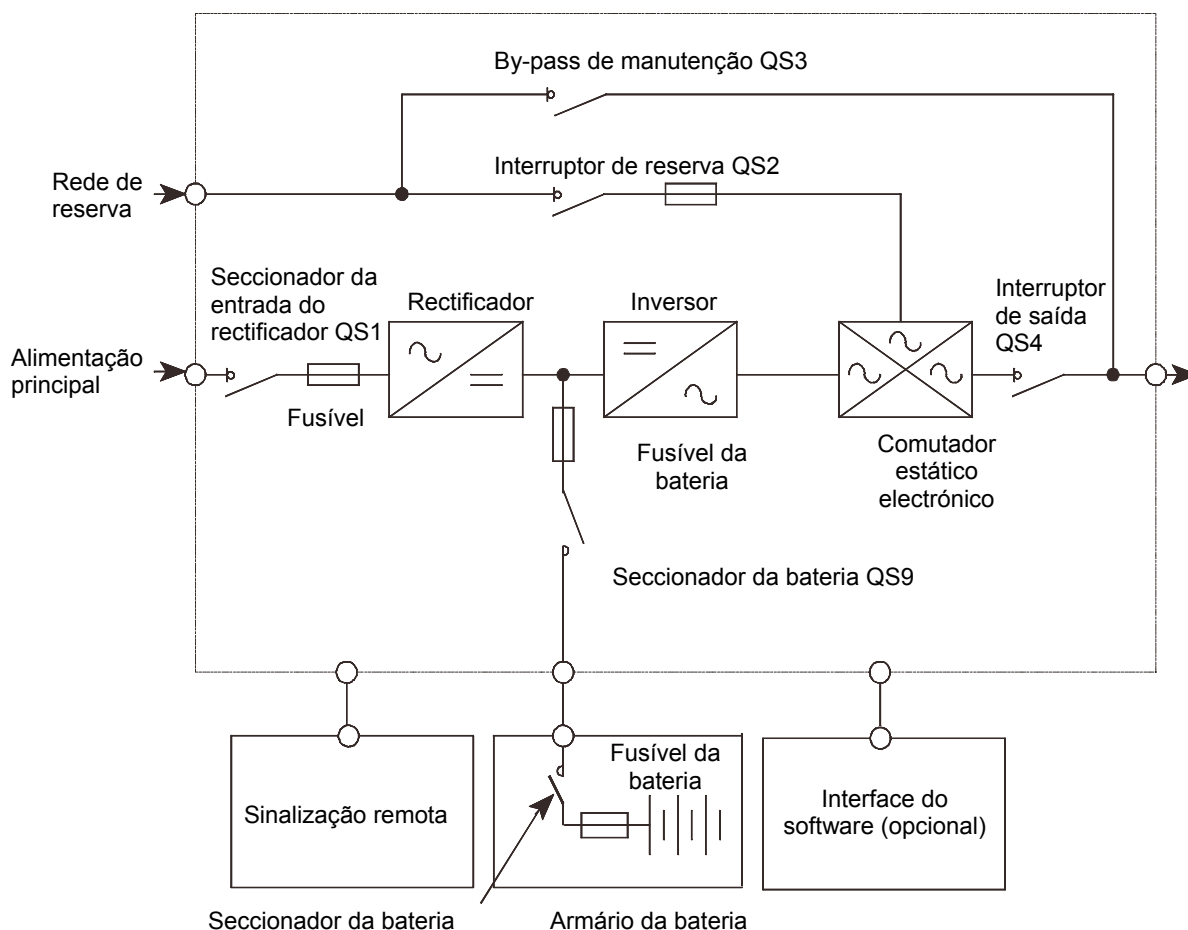 By-pass de manutenção QS3
Interruptor de reserva QS2
Rede de
reserva
Seccionador da
entrada do
rectificador QS1
Rectificador
Inversor
Interruptor
de saída
QS4
Alimentação
principal
Fusível
Fusível da
bateria
Comutador
estático
electrónico
Seccionador da bateria QS9
Sinalização remota
Fusível da
bateria
Interface do
software (opcional)
Seccionador da bateria
Armário da bateria